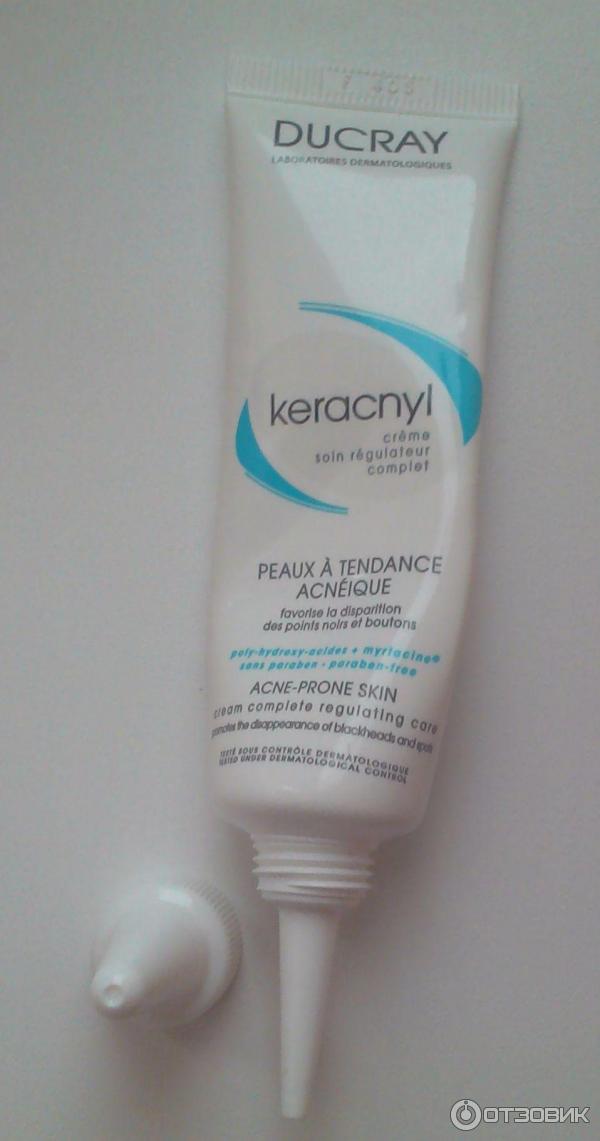 DUCRAY
LABORATOIRES DERMATOLOGIQUES
keracnyl
crème
soin régulateur
complet
PEAUX À TENDANCE
ACNÉIQUE
favorise la disparition
des points noirs et boutons
poly-hydroxy-acides + myrtacine®
sans paraben - paraben-free
ACNE-PRONE SKIN
cream complete regulating care
promotes the disappearance of blackheads and spots
TESTÉ SOUS CONTRÔLE DERMATOLOGIQUE
TESTED UNDER DERMATOLOGICAL CONTROL
ОТЗОВИК